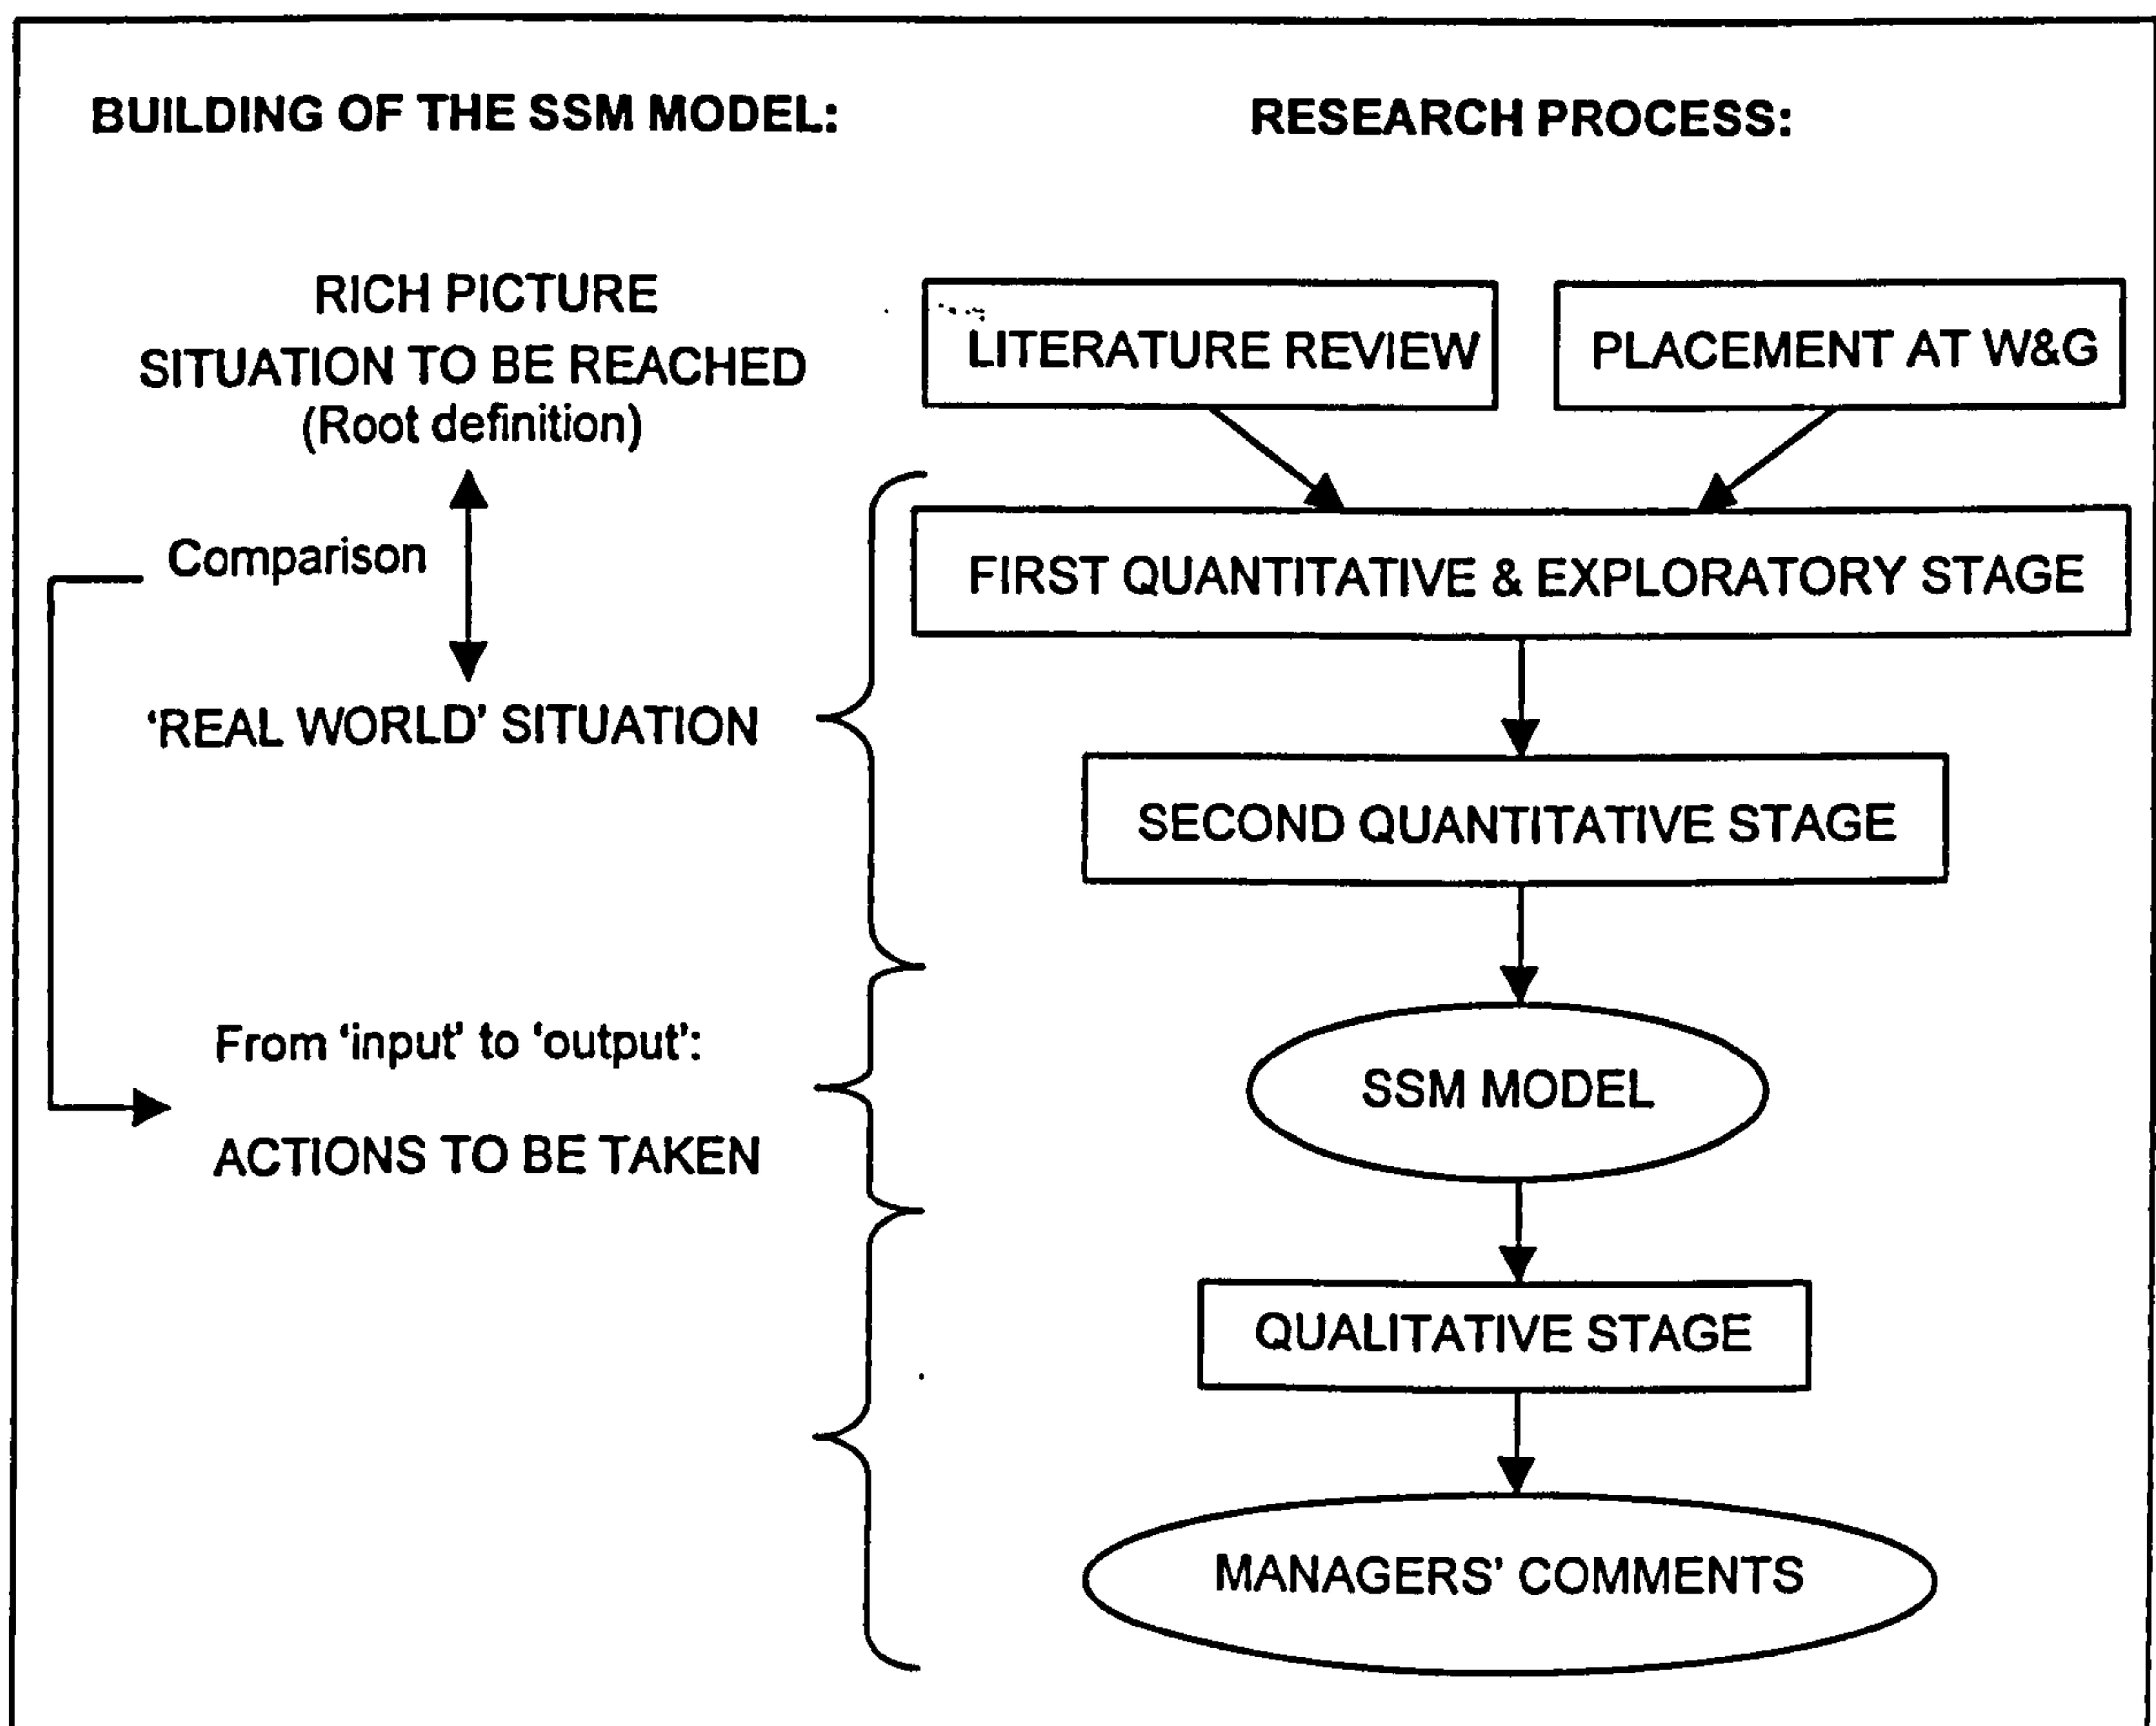 BUILDING OF THE SSM MODEL:
RICH PICTURE
SITUATION TO BE REACHED
(Root definition)
Comparison
‘REAL WORLD’ SITUATION
From ‘input’ to ‘output’:
ACTIONS TO BE TAKEN
RESEARCH PROCESS:
LITERATURE REVIEW
PLACEMENT AT W&G
FIRST QUANTITATIVE & EXPLORATORY STAGE
SECOND QUANTITATIVE STAGE
SSM MODEL
QUALITATIVE STAGE
MANAGERS’ COMMENTS